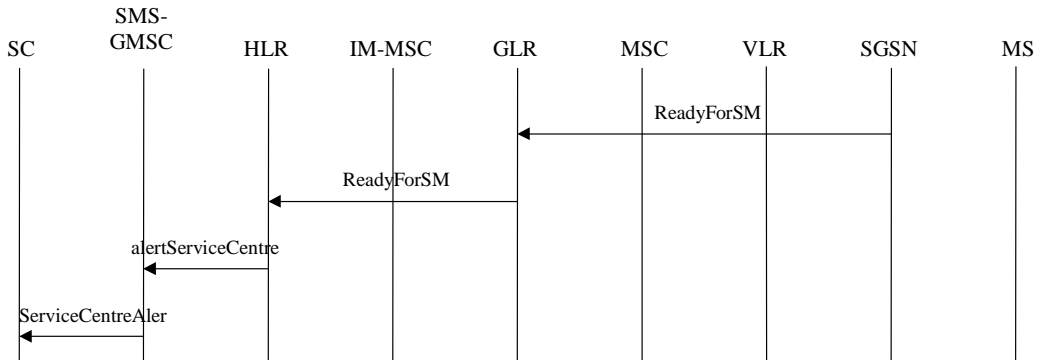 SMS-
GMSC
SC
HLR
IM-MSC
GLR
MSC
VLR
SGSN
MS
ReadyForSM
ReadyForSM
alertServiceCentre
ServiceCentreAler